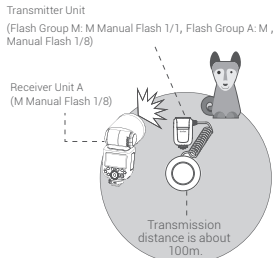 Transmitter Unit
(Flash Group M: M Manual Flash 1/1, Flash Group A: M ,
Manual Flash 1/8)
Receiver Unit A
(M Manual Flash 1/8)
Transmission
distance is about
100m.